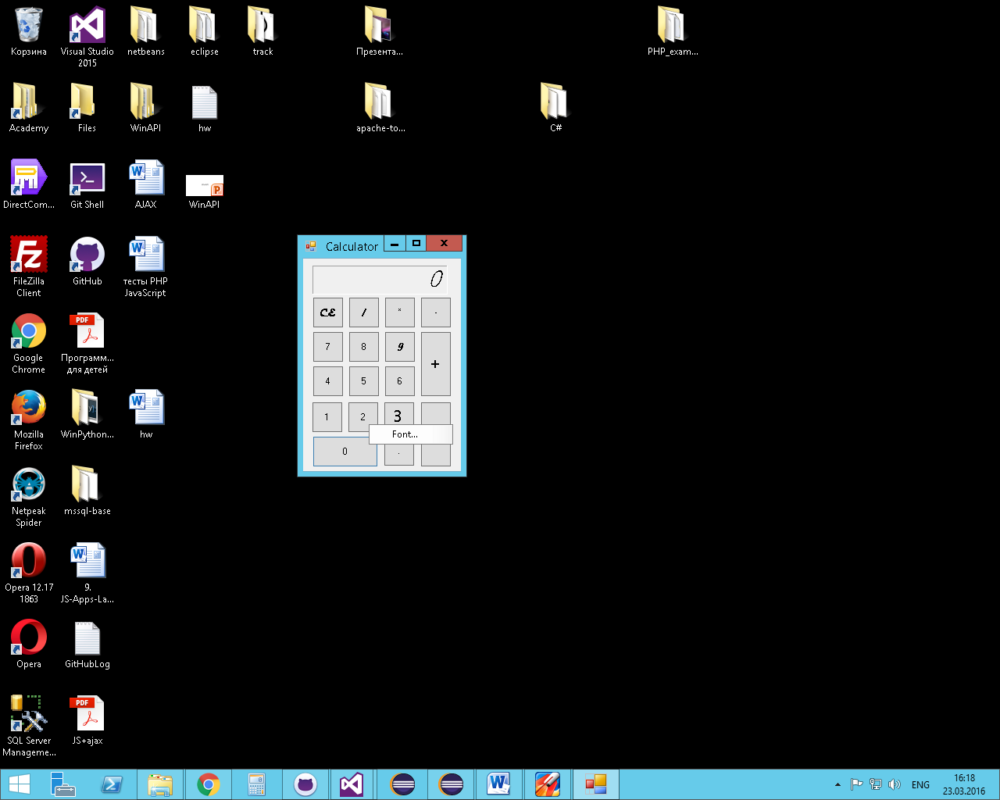 Корзина
Visual Studio
2015
netbeans
eclipse
track
Презента...
PHP_exam...
Academy
Files
WinAPI
hw
apache-to...
C#
DirectCom...
Git Shell
AJAX
WinAPI
FileZilla
Client
GitHub
тесты PHP
JavaScript
Google
Chrome
Программ...
для детей
Mozilla
Firefox
WinPython...
hw
Netpeak
Spider
mssql-base
Opera 12.17
1863
9.
JS-Apps-La...
Opera
GitHubLog
SQL Server
Manageme...
JS+ajax
Calculator
0
CE / * -
7 8 9 +
4 5 6
1 2 3
Font...
0 .
ENG
16:18
23.03.2016